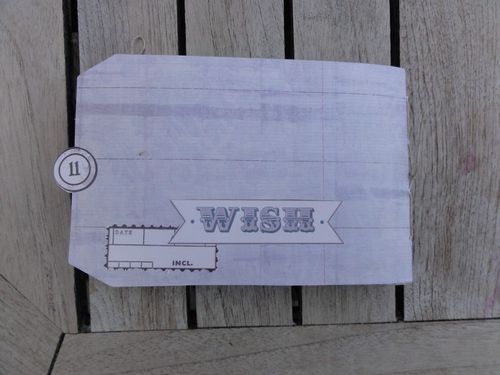 11
WISH
DATE
INCL.